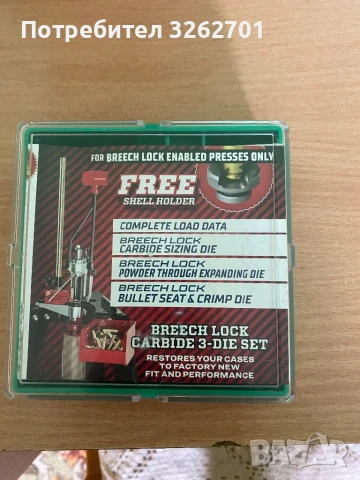 Потребител 3262701
FOR BREECH LOCK ENABLED PRESSES ONLY
FREE
SHELL HOLDER
COMPLETE LOAD DATA
BREECH LOCK
CARBIDE SIZING DIE
BREECH LOCK
POWDER THROUGH EXPANDING DIE
BREECH LOCK
BULLET SEAT & CRIMP DIE
BREECH LOCK
CARBIDE 3-DIE SET
RESTORES YOUR CASES
TO FACTORY NEW
FIT AND PERFORMANCE
BAZAR